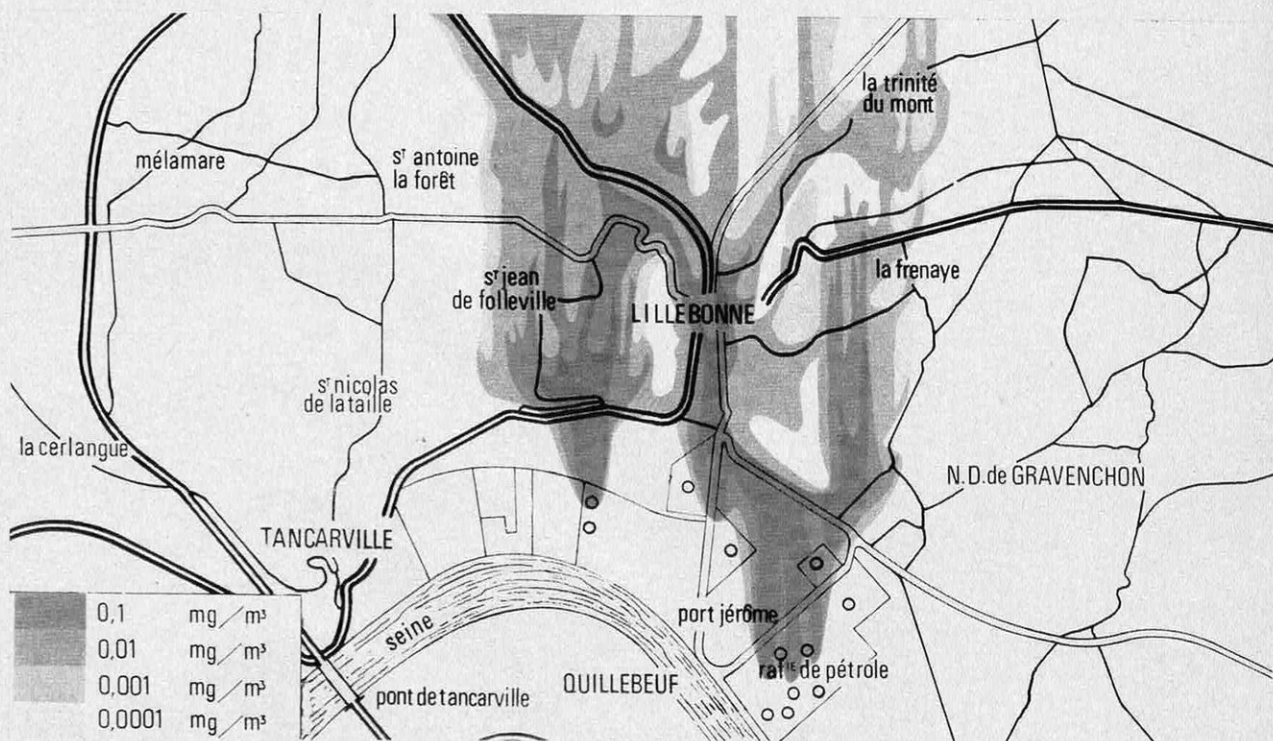 la trinité
du mont
mélamare
sᵗ antoine
la forêt
sᵗ jean
de folleville
LILLEBONNE
la frenaye
sᵗ nicolas
de la taille
la cerlangue
N.D. de GRAVENCHON
TANCARVILLE
port jérôme
seine
rafⁱᵉ de pétrole
QUILLEBEUF
pont de tancarville
0,1 mg/m³
0,01 mg/m³
0,001 mg/m³
0,0001 mg/m³